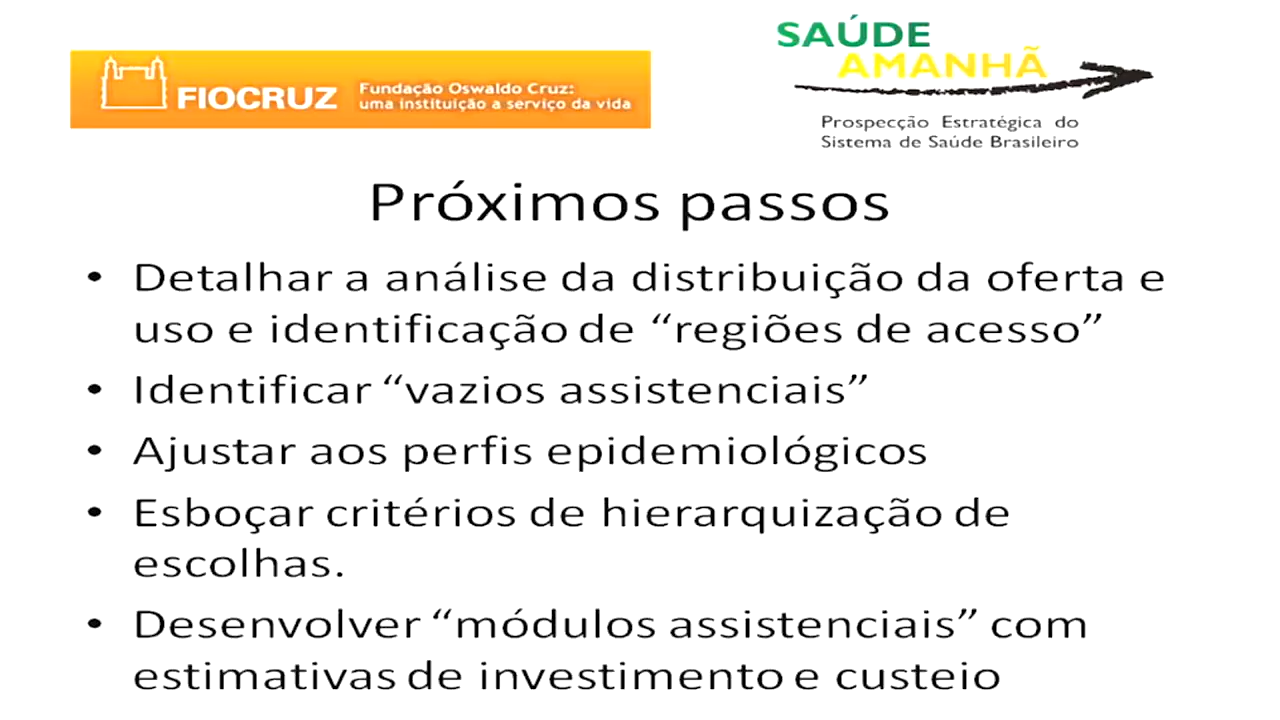 FIOCRUZ
Fundação Oswaldo Cruz:
uma instituição a serviço da vida
SAÚDE
AMANHÃ
Prospecção Estratégica do
Sistema de Saúde Brasileiro
Próximos passos
• Detalhar a análise da distribuição da oferta e
uso e identificação de “regiões de acesso”
• Identificar “vazios assistenciais”
• Ajustar aos perfis epidemiológicos
• Esboçar critérios de hierarquização de
escolhas.
• Desenvolver “módulos assistenciais” com
estimativas de investimento e custeio